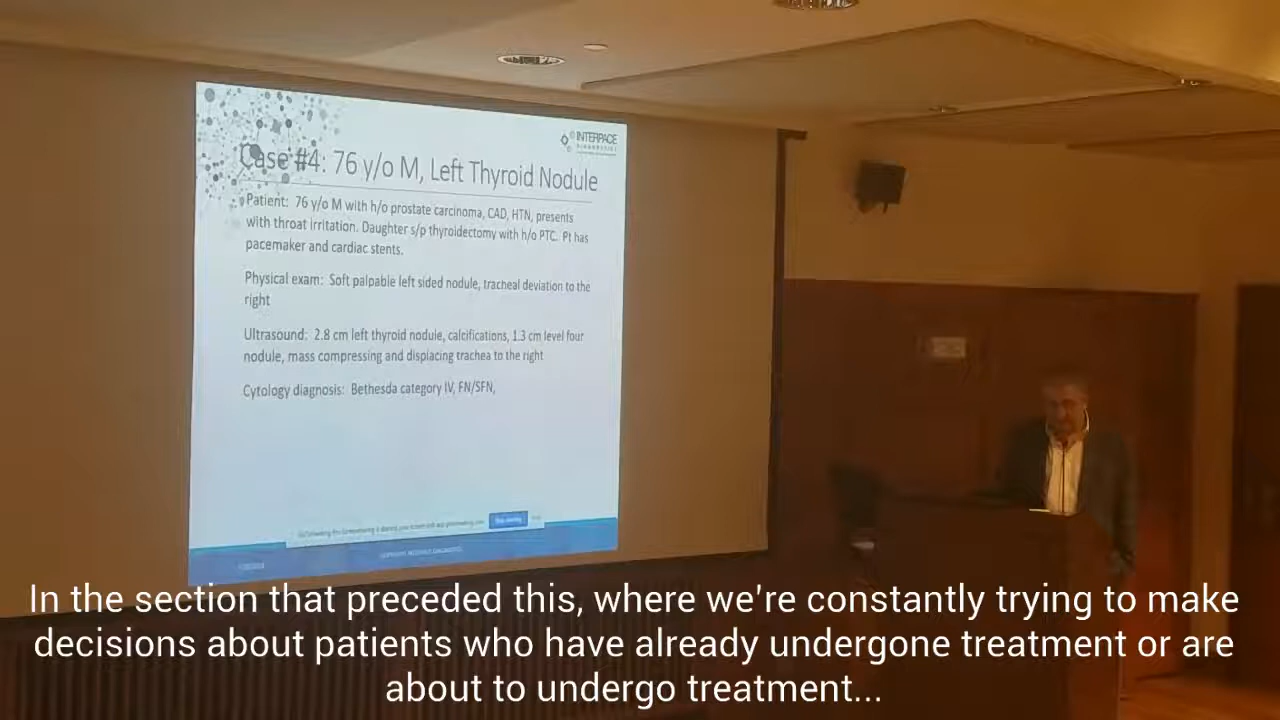 INTERPACE
DIAGNOSTICS
Case #4: 76 y/o M, Left Thyroid Nodule
Patient: 76 y/o M with h/o prostate carcinoma, CAD, HTN, presents
with throat irritation. Daughter s/p thyroidectomy with h/o PTC. Pt has
pacemaker and cardiac stents.
Physical exam: Soft palpable left sided nodule, tracheal deviation to the
right
Ultrasound: 2.8 cm left thyroid nodule, calcifications, 1.3 cm level four
nodule, mass compressing and displacing trachea to the right
Cytology diagnosis: Bethesda category IV, FN/SFN,
Stop sharing
In the section that preceded this, where we're constantly trying to make
decisions about patients who have already undergone treatment or are
about to undergo treatment...